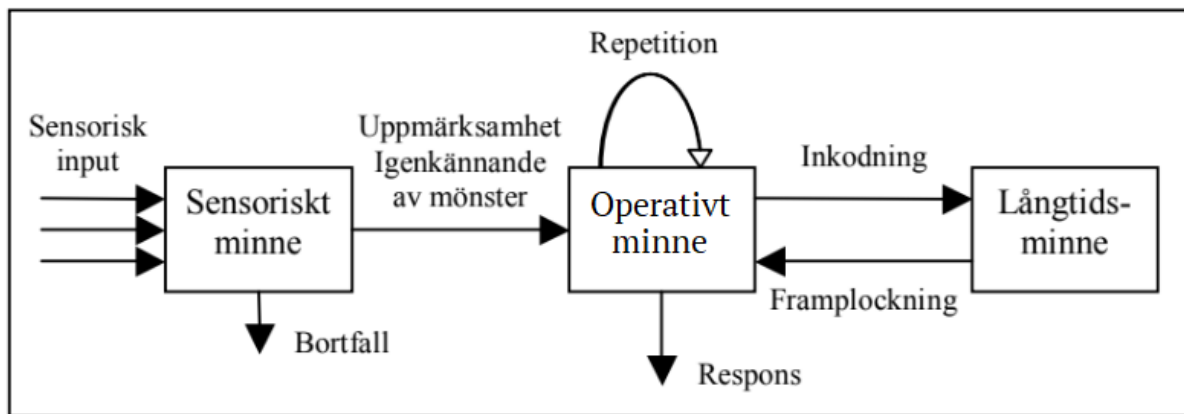 Repetition
Sensorisk
input
Uppmärksamhet
Igenkännande
av mönster
Inkodning
Sensoriskt
minne
Operativt
minne
Långtids-
minne
Framplockning
Bortfall
Respons